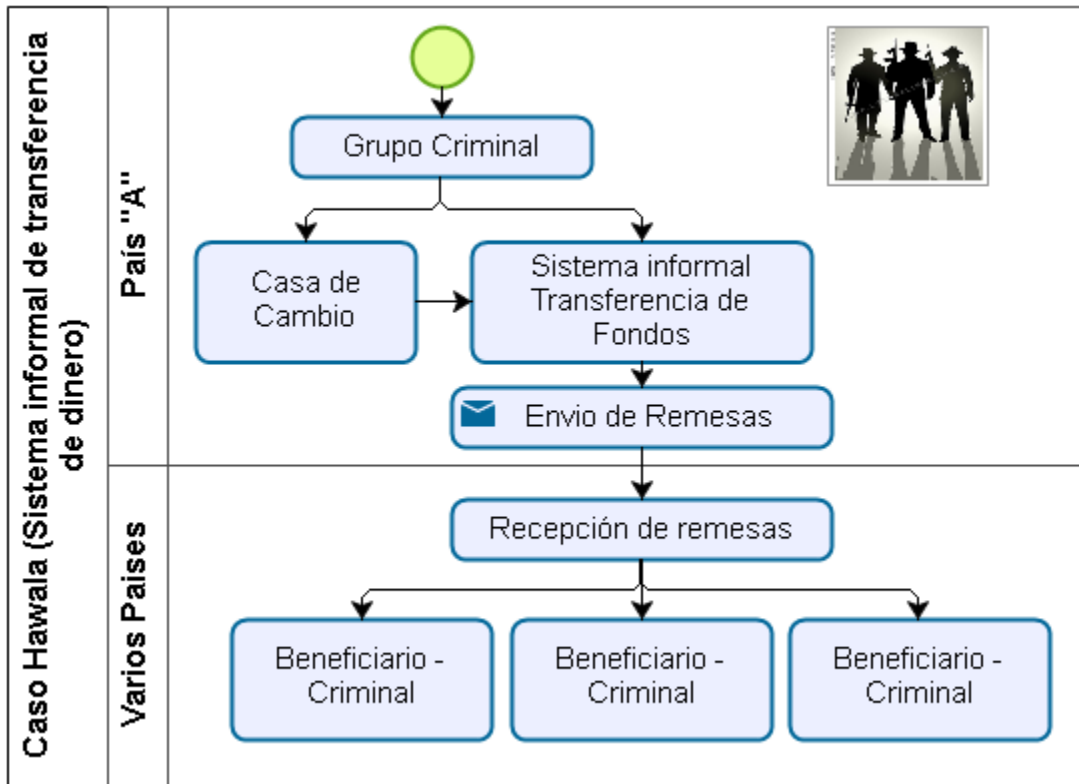 Caso Hawala (Sistema informal de transferencia
de dinero)
País "A"
Grupo Criminal
Casa de
Cambio
Sistema informal
Transferencia de
Fondos
Envio de Remesas
Varios Paises
Recepción de remesas
Beneficiario -
Criminal
Beneficiario -
Criminal
Beneficiario -
Criminal